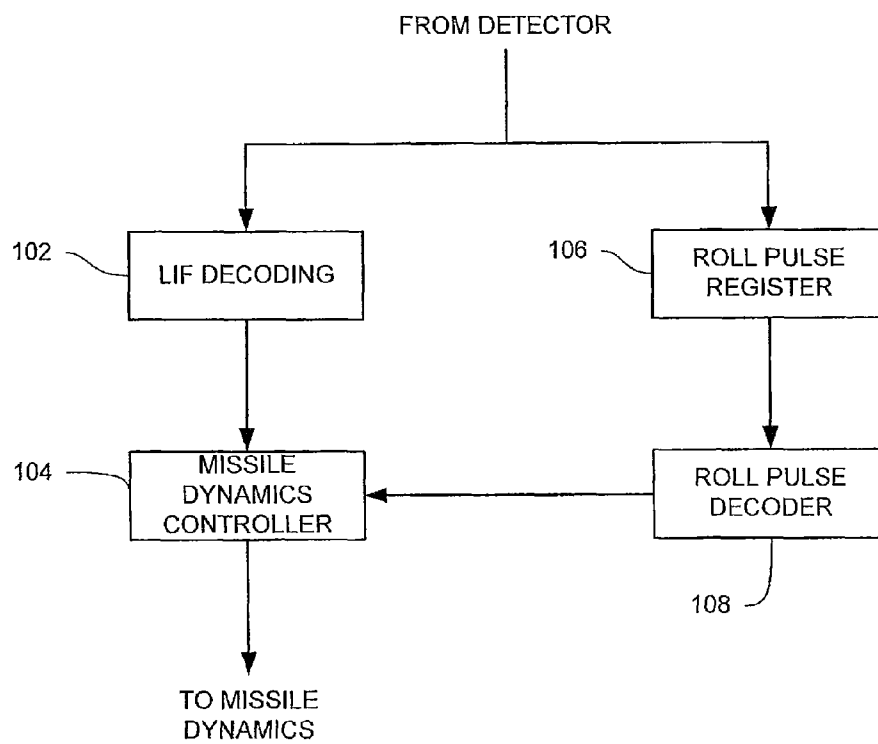 FROM DETECTOR
102
LIF DECODING
106
ROLL PULSE
REGISTER
104
MISSILE
DYNAMICS
CONTROLLER
ROLL PULSE
DECODER
108
TO MISSILE
DYNAMICS